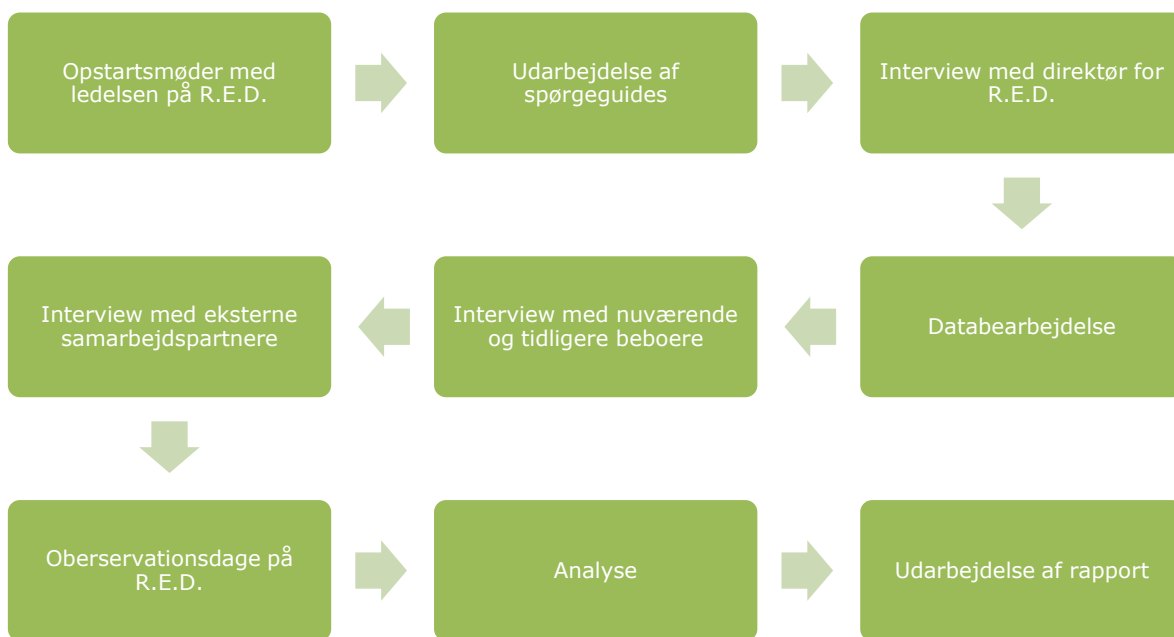 Opstartsmøder med
ledelsen på R.E.D.
Udarbejdelse af
spørgeguides
Interview med direktør for
R.E.D.
Databearbejdelse
Interview med nuværende
og tidligere beboere
Interview med eksterne
samarbejdspartnere
Oberservationsdage på
R.E.D.
Analyse
Udarbejdelse af rapport